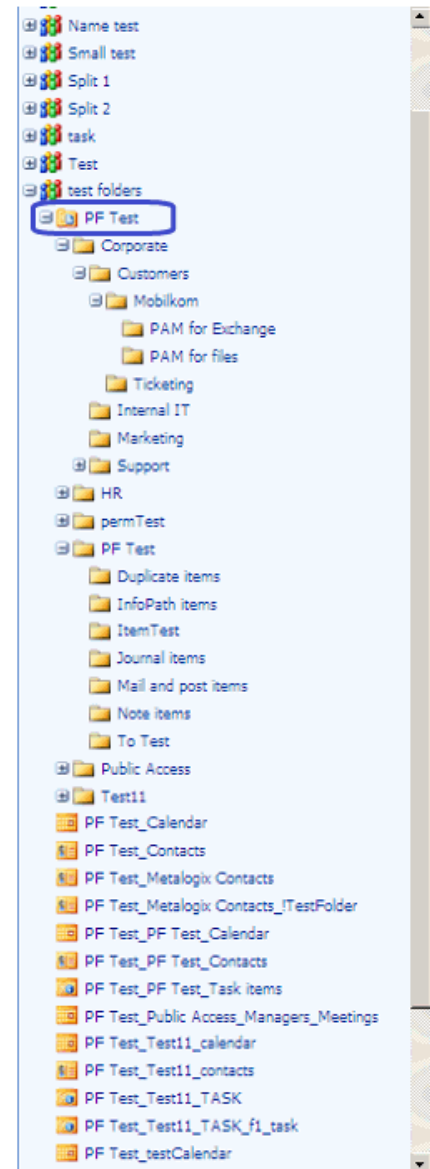 Name test
Small test
Split 1
Split 2
task
Test
test folders
PF Test
Corporate
Customers
Mobilkom
PAM for Exchange
PAM for files
Ticketing
Internal IT
Marketing
Support
HR
permTest
PF Test
Duplicate items
InfoPath items
ItemTest
Journal items
Mail and post items
Note items
To Test
Public Access
Test11
PF Test_Calendar
PF Test_Contacts
PF Test_Metalogix Contacts
PF Test_Metalogix Contacts_!TestFolder
PF Test_PF Test_Calendar
PF Test_PF Test_Contacts
PF Test_PF Test_Task items
PF Test_Public Access_Managers_Meetings
PF Test_Test11_calendar
PF Test_Test11_contacts
PF Test_Test11_TASK
PF Test_Test11_TASK_f1_task
PF Test_testCalendar